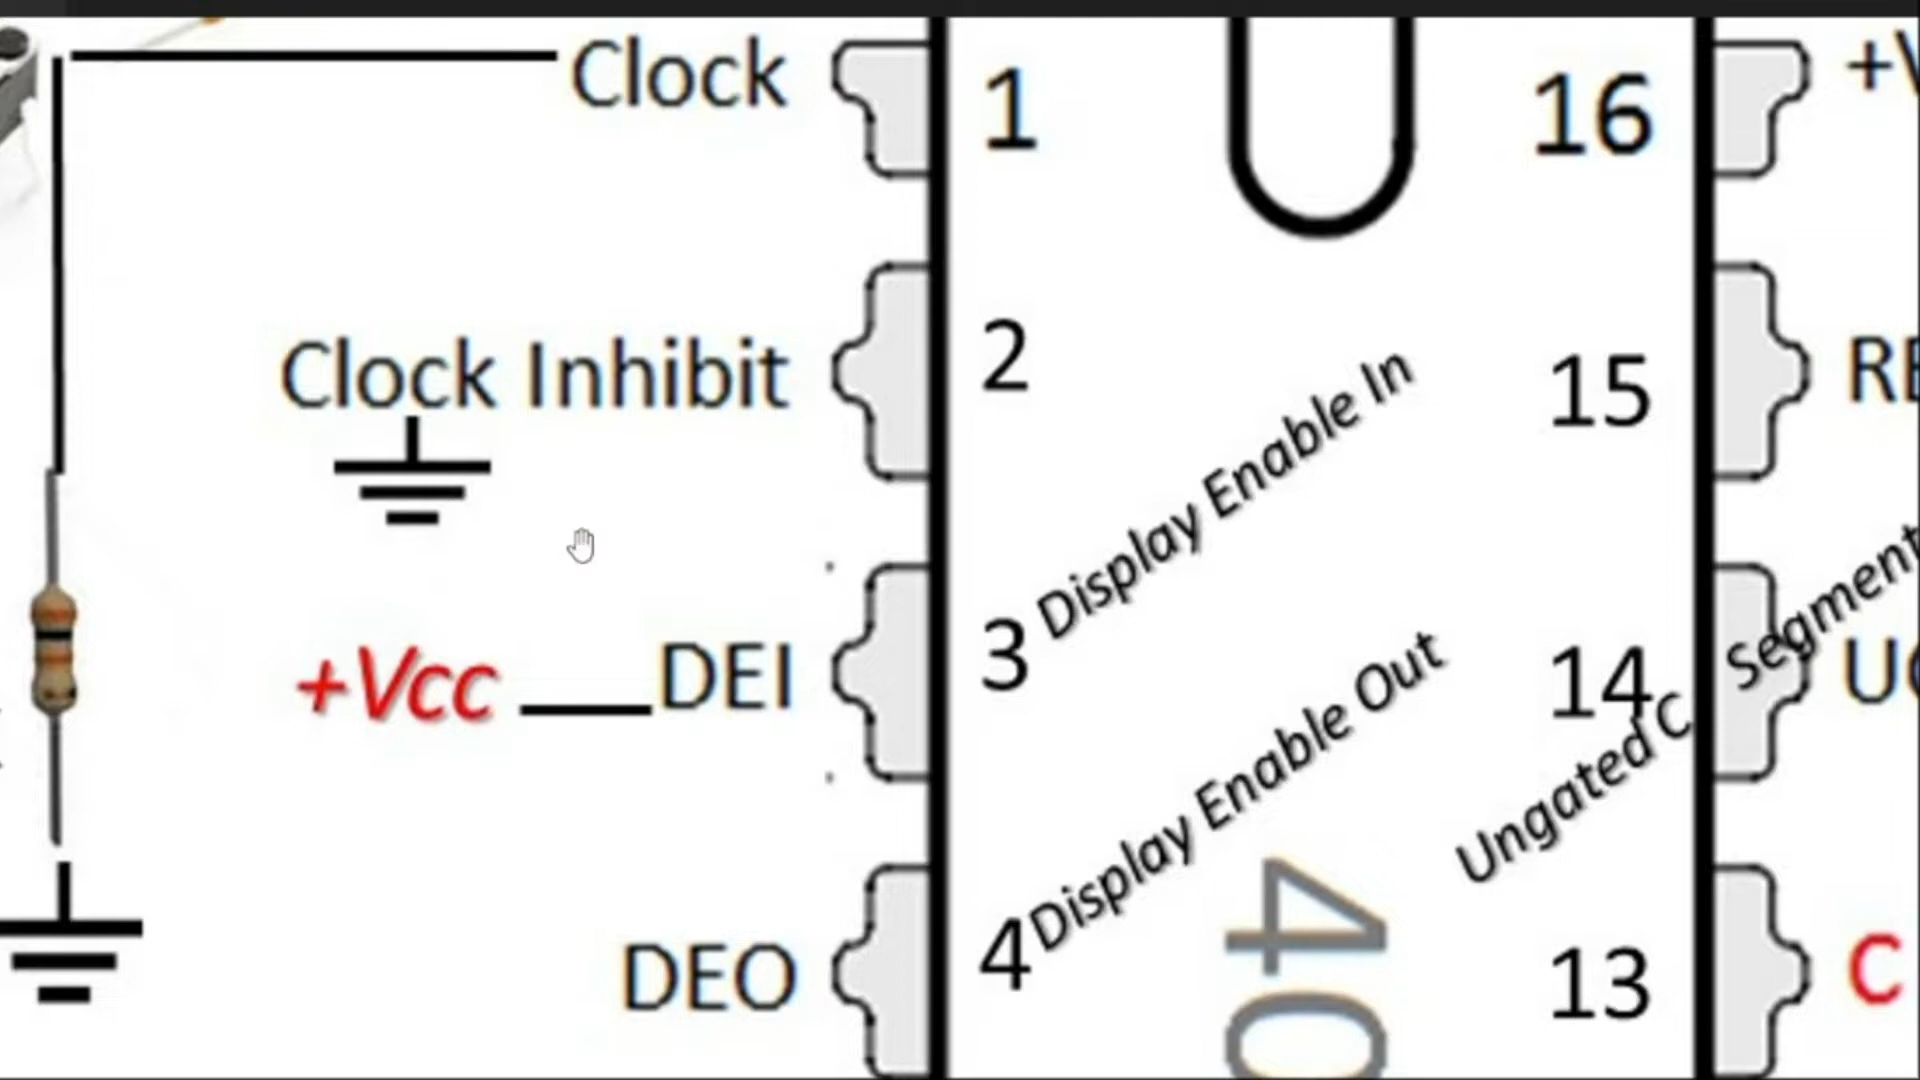 Clock
1
16
Clock Inhibit
2
15
Display Enable In
+Vcc
DEI
3
14
Segment
Display Enable Out
Ungated C
DEO
4
40
13
C